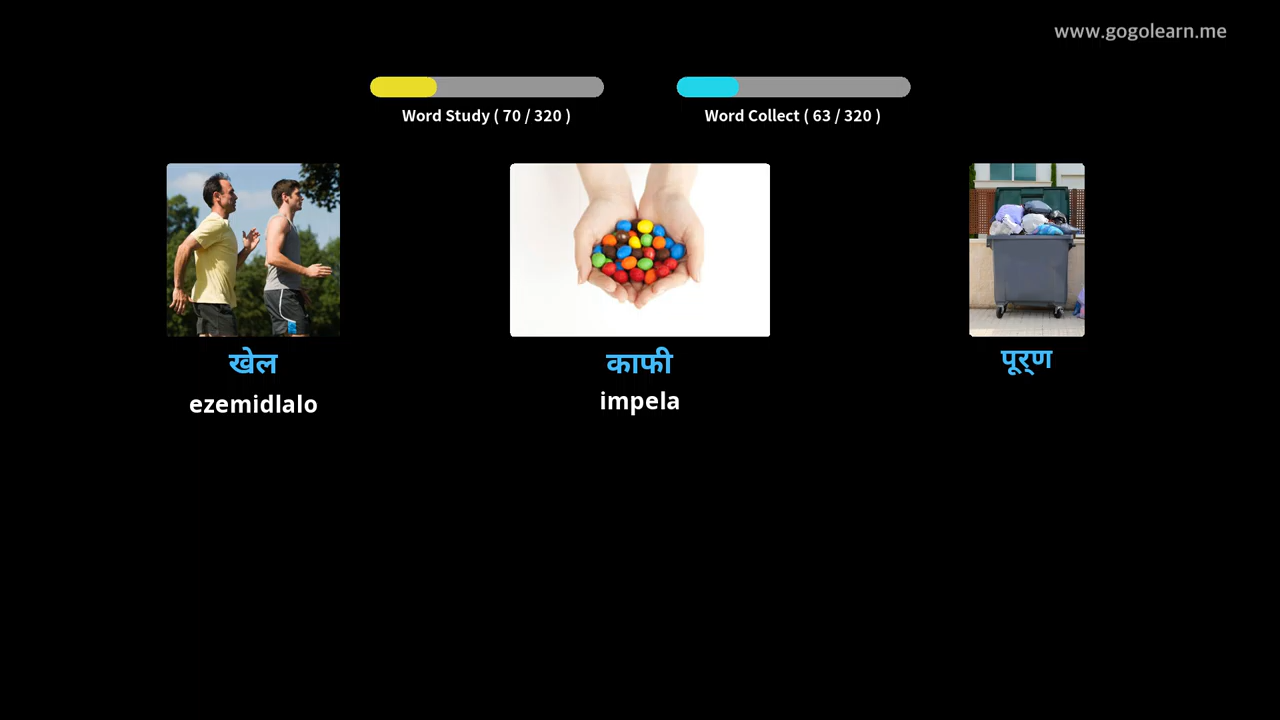 www.gogolearn.me
Word Study ( 70 / 320 )
Word Collect ( 63 / 320 )
खेल
ezemidlalo
काफी
impela
पूर्ण